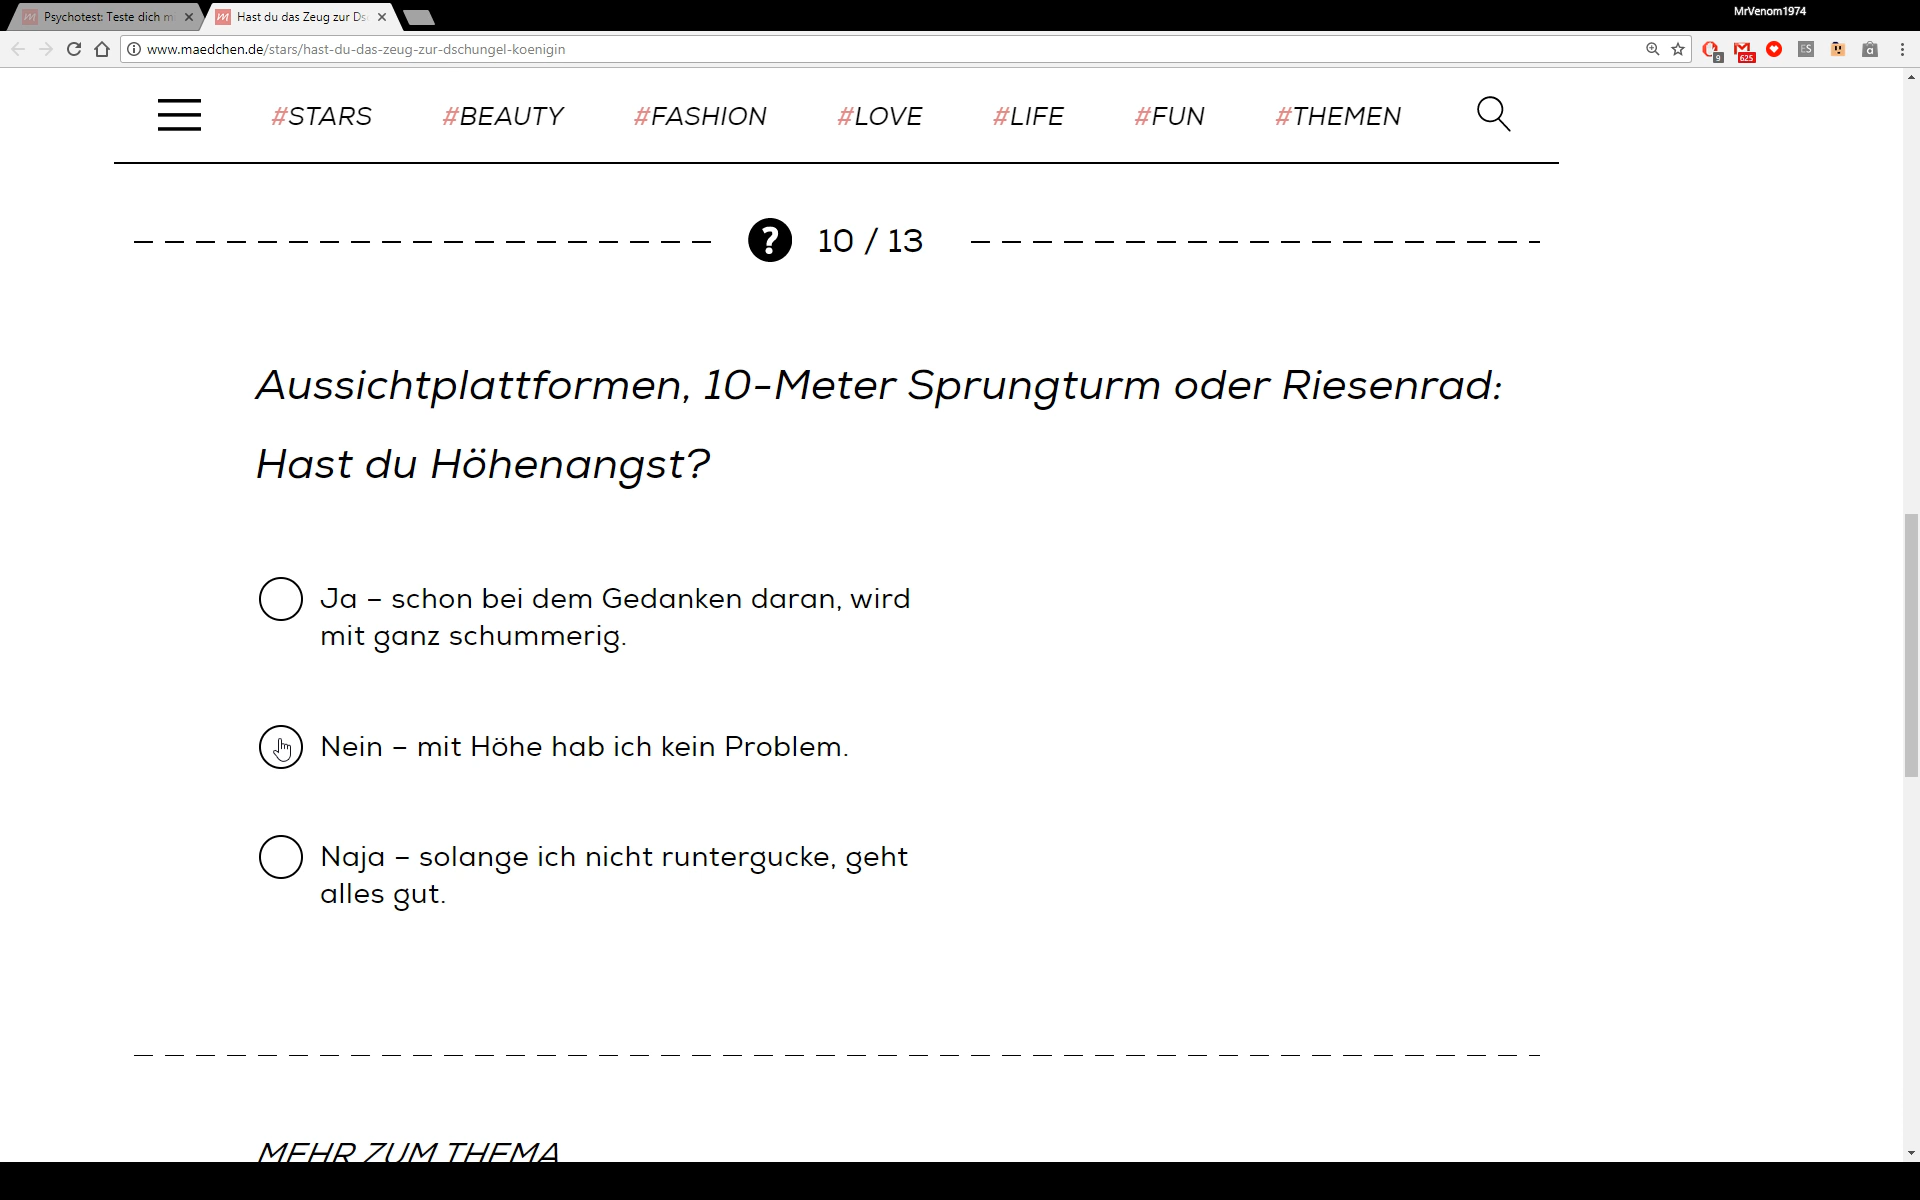 Psychotest: Teste dich m
Hast du das Zeug zur Ds
MrVenom1974
www.maedchen.de/stars/hast-du-das-zeug-zur-dschungel-koenigin
9
625
ES
a
#STARS #BEAUTY #FASHION #LOVE #LIFE #FUN #THEMEN
? 10 / 13
Aussichtplattformen, 10-Meter Sprungturm oder Riesenrad:
Hast du Höhenangst?
Ja – schon bei dem Gedanken daran, wird
mit ganz schummerig.
Nein – mit Höhe hab ich kein Problem.
Naja – solange ich nicht runtergucke, geht
alles gut.
MEHR ZUM THEMA